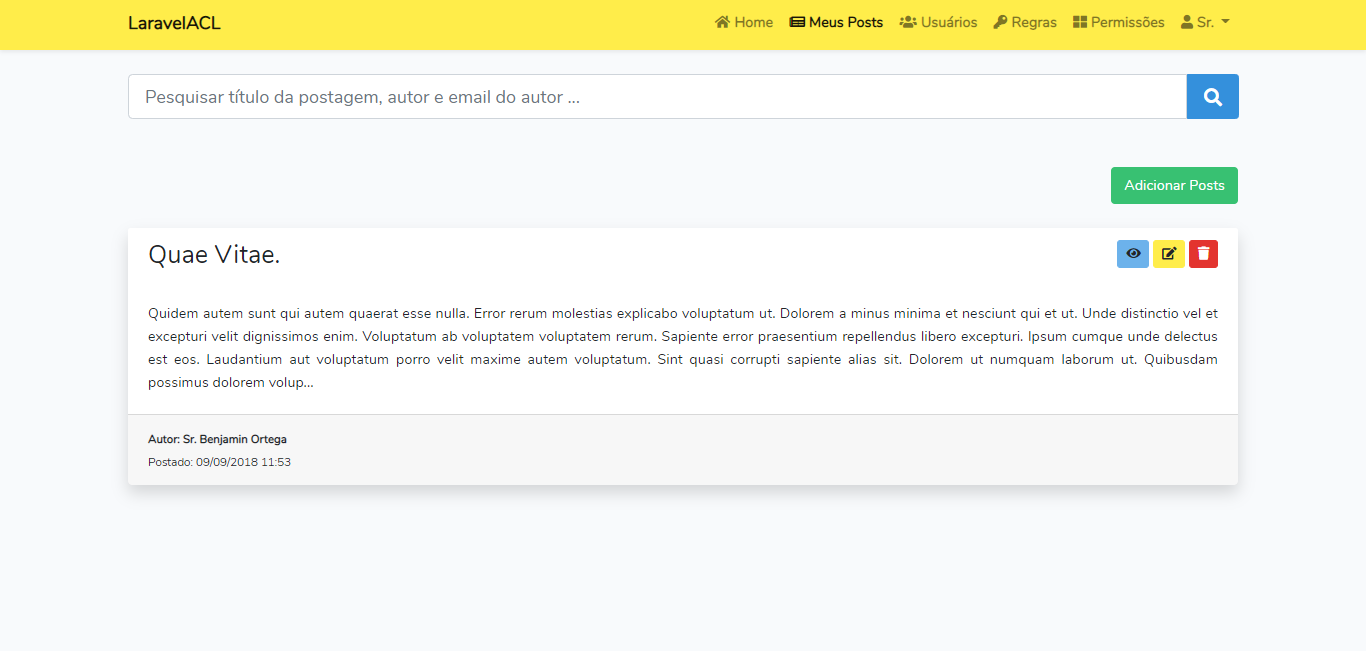 LaravelACL Home Meus Posts Usuários Regras Permissões Sr.
Pesquisar título da postagem, autor e email do autor ...
Adicionar Posts
Quae Vitae.
Quidem autem sunt qui autem quaerat esse nulla. Error rerum molestias explicabo voluptatum ut. Dolorem a minus minima et nesciunt qui et ut. Unde distinctio vel et
excepturi velit dignissimos enim. Voluptatum ab voluptatem voluptatem rerum. Sapiente error praesentium repellendus libero excepturi. Ipsum cumque unde delectus
est eos. Laudantium aut voluptatum porro velit maxime autem voluptatum. Sint quasi corrupti sapiente alias sit. Dolorem ut numquam laborum ut. Quibusdam
possimus dolorem volup...
Autor: Sr. Benjamin Ortega
Postado: 09/09/2018 11:53